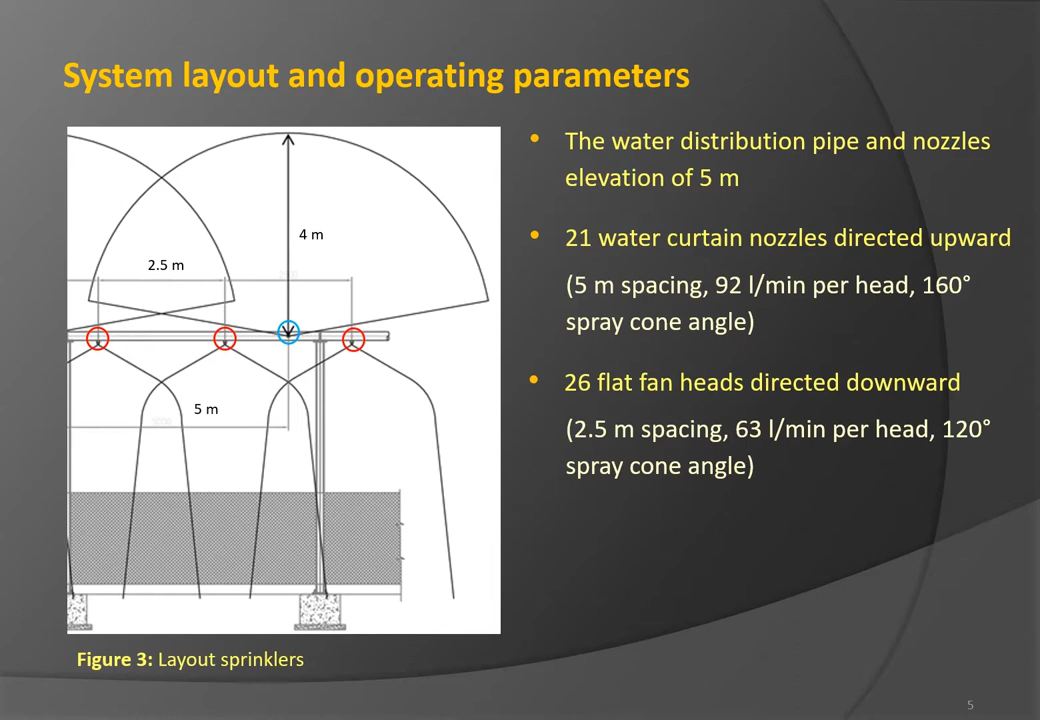 System layout and operating parameters
4 m
2.5 m
5 m
Figure 3: Layout sprinklers
• The water distribution pipe and nozzles
elevation of 5 m
• 21 water curtain nozzles directed upward
(5 m spacing, 92 l/min per head, 160°
spray cone angle)
• 26 flat fan heads directed downward
(2.5 m spacing, 63 l/min per head, 120°
spray cone angle)
5